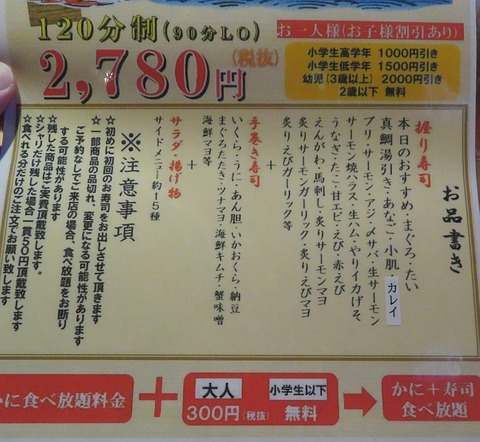 120分制(90分LO)
2,780円
(税抜)
お一人様(お子様割引あり)
小学生高学年 1000円引き
小学生低学年 1500円引き
幼児(3歳以上) 2000円引き
2歳以下 無料
お品書き
握り寿司
本日のおすすめ・まぐろ・たい
真鯛湯引き・あなご・小肌・カレイ
ブリ・サーモン・アジ・〆サバ・生サーモン
サーモン焼ハラス・生ハム・やりイカげそ
うなぎ・たこ・甘エビ・えび・赤えび
えんがわ・馬刺し・炙りサーモンマヨ
炙りサーモンガーリック・炙りえびマヨ
炙りえびガーリック等
+
手巻き寿司
いくら・うに・あん胆・いかおくら・納豆
まぐろたたき・ツナマヨ・海鮮キムチ・蟹味噌
海鮮マヨ等
+
サラダ・揚げ物
サイドメニュー約15種
※注意事項
☆初めに初回のお寿司をお出しさせて頂きます
☆一部商品の品切れ、変更になる可能性があります
ご予約なしでご来店の場合、食べ放題をお断り
する可能性があります
☆残した商品はご実費頂戴致します。
☆シャリだけ残した場合一貫50円頂戴致します
☆食べれる分だけのご注文でお願い致します
かに食べ放題料金
+
大人
300円(税抜)
小学生以下
無料
かに+寿司
食べ放題